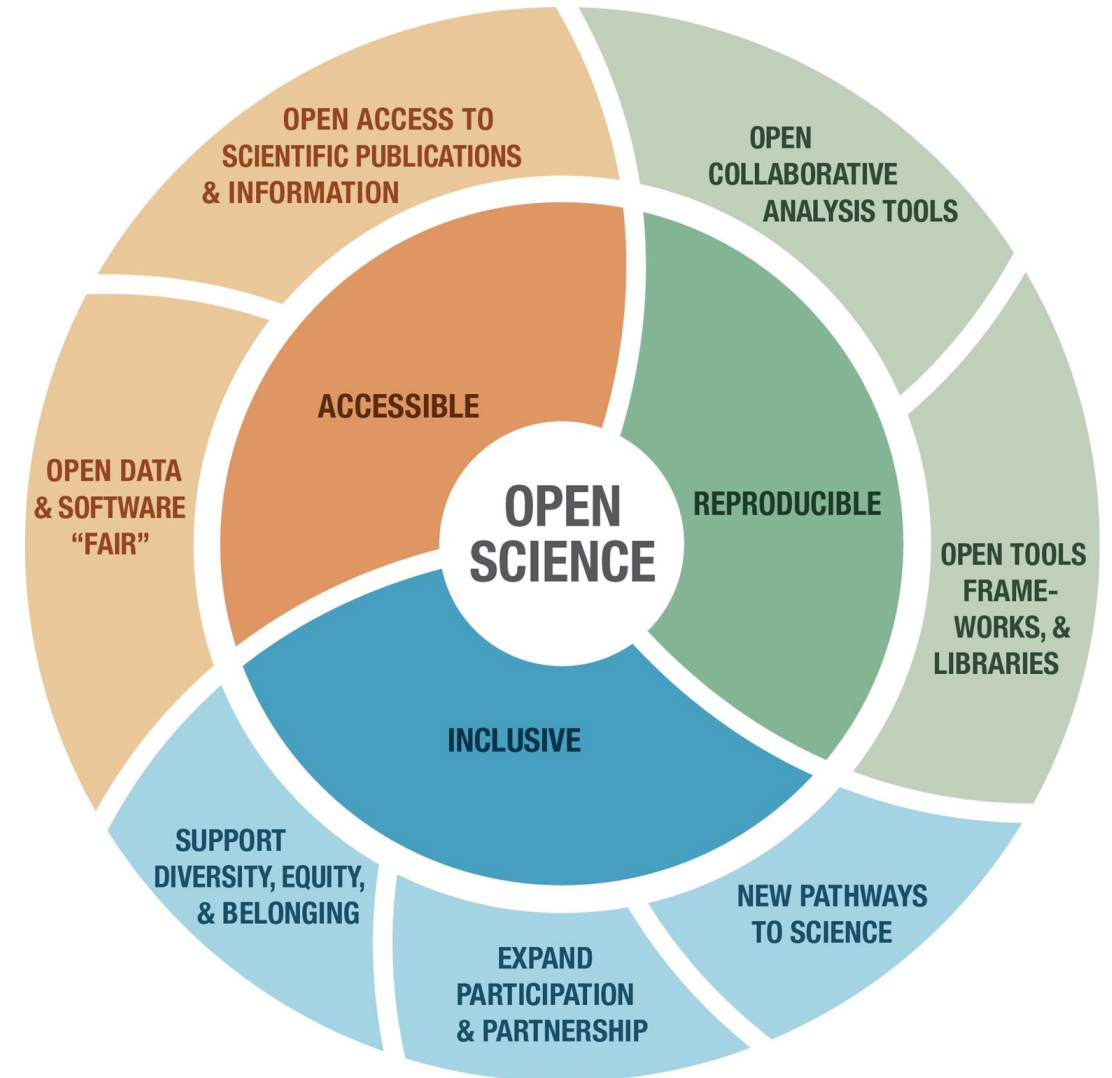 OPEN ACCESS TO
SCIENTIFIC PUBLICATIONS
& INFORMATION
OPEN
COLLABORATIVE
ANALYSIS TOOLS
ACCESSIBLE
OPEN DATA
& SOFTWARE
“FAIR”
OPEN
SCIENCE
REPRODUCIBLE
OPEN TOOLS
FRAME-
WORKS, &
LIBRARIES
INCLUSIVE
SUPPORT
DIVERSITY, EQUITY,
& BELONGING
EXPAND
PARTICIPATION
& PARTNERSHIP
NEW PATHWAYS
TO SCIENCE